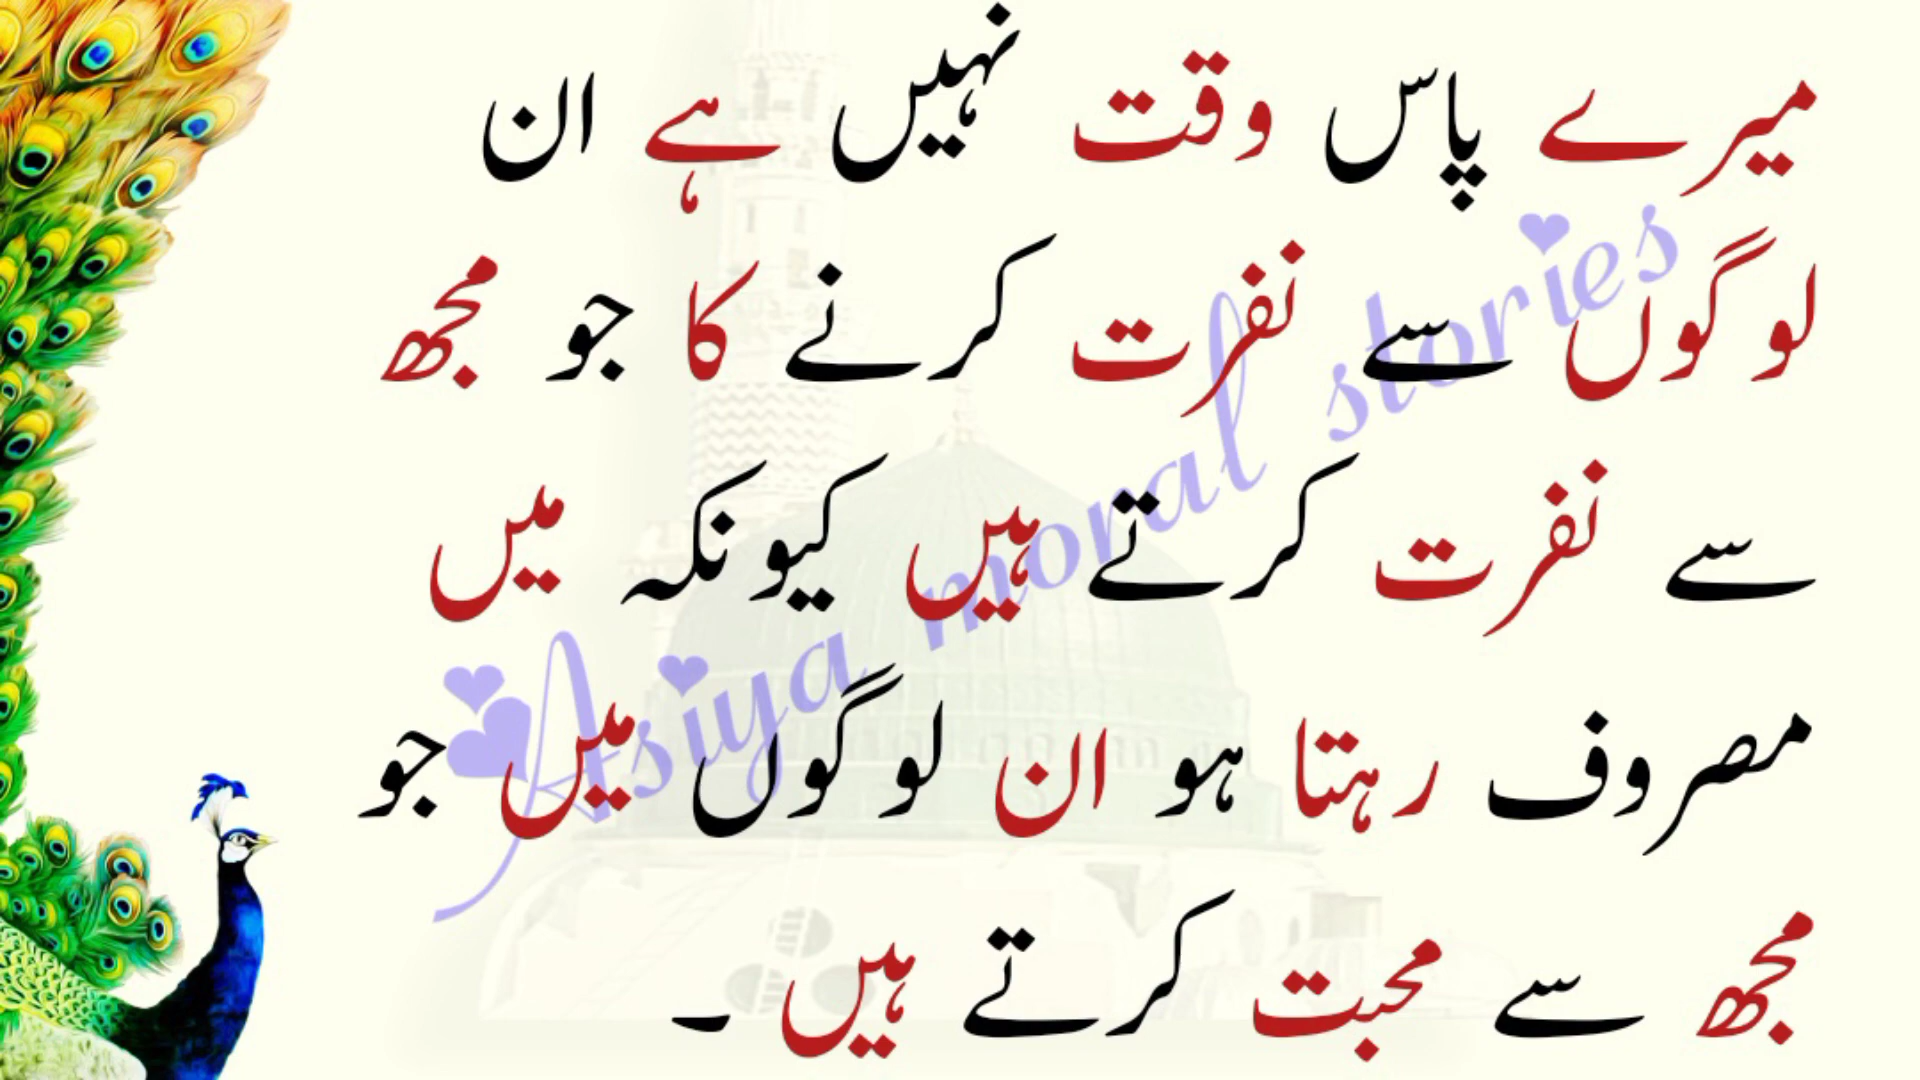 میرے پاس وقت نہیں ہے ان
لوگوں سے نفرت کرنے کا جو مجھ
سے نفرت کرتے ہیں کیونکہ میں
مصروف رہتا ہو ان لوگوں میں جو
مجھ سے محبت کرتے ہیں ۔
Asiya moral stories